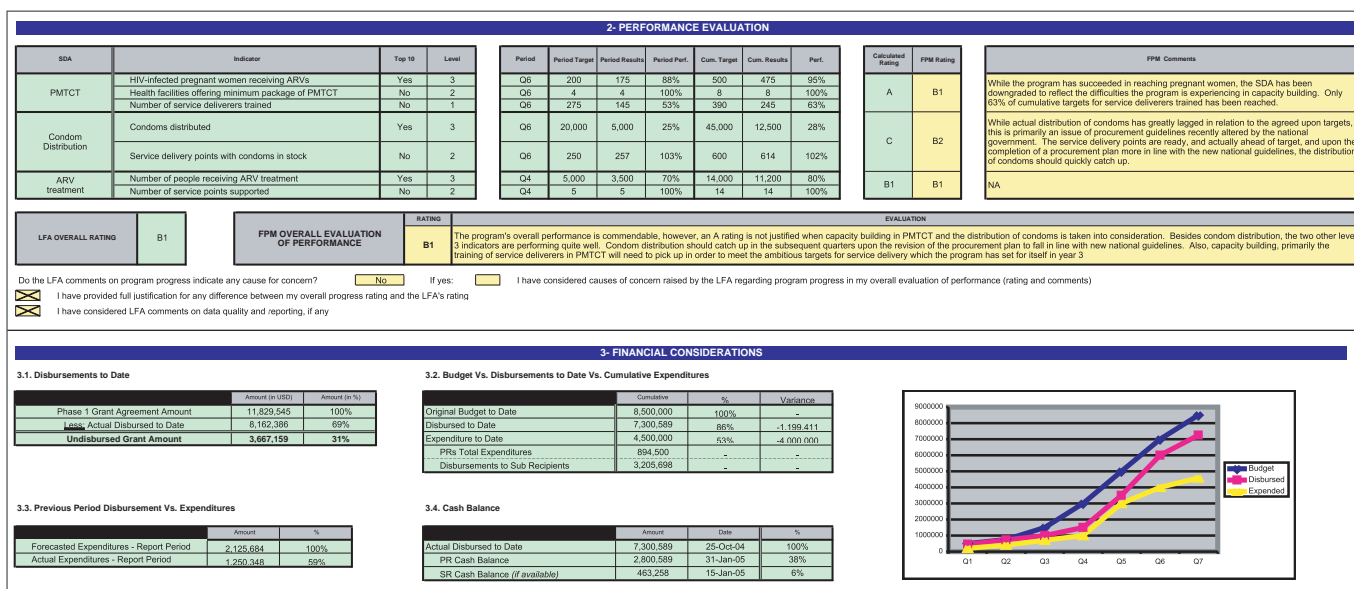 2- PERFORMANCE EVALUATION
SDA Indicator Top 10 Level Period Period Target Period Results Period Perf. Cum. Target Cum. Results Perf. Calculated Rating FPM Rating FPM Comments
PMTCT
HIV-infected pregnant women receiving ARVs Yes 3 Q6 200 175 88% 500 475 95%
Health facilities offering minimum package of PMTCT No 2 Q6 4 4 100% 8 8 100%
Number of service deliverers trained No 1 Q6 275 145 53% 390 245 63%
A B1
While the program has succeeded in reaching pregnant women, the SDA has been
downgraded to reflect the difficulties the program is experiencing in capacity building. Only
63% of cumulative targets for service deliverers trained has been reached.
Condom
Distribution
Condoms distributed Yes 3 Q6 20,000 5,000 25% 45,000 12,500 28%
Service delivery points with condoms in stock No 2 Q6 250 257 103% 600 614 102%
C B2
While actual distribution of condoms has greatly lagged in relation to the agreed upon targets,
this is primarily an issue of procurement guidelines recently altered by the national
government. The service delivery points are ready, and actually ahead of target, and upon the
completion of a procurement plan more in line with the new national guidelines, the distribution
of condoms should quickly catch up.
ARV
treatment
Number of people receiving ARV treatment Yes 3 Q4 5,000 3,500 70% 14,000 11,200 80%
Number of service points supported No 2 Q4 5 5 100% 14 14 100%
B1 B1 NA
LFA OVERALL RATING B1
FPM OVERALL EVALUATION
OF PERFORMANCE
RATING EVALUATION
B1
The program's overall performance is commendable, however, an A rating is not justified when capacity building in PMTCT and the distribution of condoms is taken into consideration. Besides condom distribution, the two other leve
3 indicators are performing quite well. Condom distribution should catch up in the subsequent quarters upon the revision of the procurement plan to fall in line with new national guidelines. Also, capacity building, primarily the
training of service deliverers in PMTCT will need to pick up in order to meet the ambitious targets for service delivery which the program has set for itself in year 3
Do the LFA comments on program progress indicate any cause for concern? No If yes: I have considered causes of concern raised by the LFA regarding program progress in my overall evaluation of performance (rating and comments)
I have provided full justification for any difference between my overall progress rating and the LFA's rating
I have considered LFA comments on data quality and reporting, if any
3- FINANCIAL CONSIDERATIONS
3.1. Disbursements to Date
Amount (in USD) Amount (in %)
Phase 1 Grant Agreement Amount 11,829,545 100%
Less: Actual Disbursed to Date 8,162,386 69%
Undisbursed Grant Amount 3,667,159 31%
3.2. Budget Vs. Disbursements to Date Vs. Cumulative Expenditures
Cumulative % Variance
Original Budget to Date 8,500,000 100% -
Disbursed to Date 7,300,589 86% -1,199,411
Expenditure to Date 4,500,000 53% -4,000,000
PRs Total Expenditures 894,500 - -
Disbursements to Sub Recipients 3,205,698 - -
3.3. Previous Period Disbursement Vs. Expenditures
Amount %
Forecasted Expenditures - Report Period 2,125,684 100%
Actual Expenditures - Report Period 1,250,348 59%
3.4. Cash Balance
Amount Date %
Actual Disbursed to Date 7,300,589 25-Oct-04 100%
PR Cash Balance 2,800,589 31-Jan-05 38%
SR Cash Balance (if available) 463,258 15-Jan-05 6%
9000000
8000000
7000000
6000000
5000000
4000000
3000000
2000000
1000000
0
Q1 Q2 Q3 Q4 Q5 Q6 Q7
Budget
Disbursed
Expended